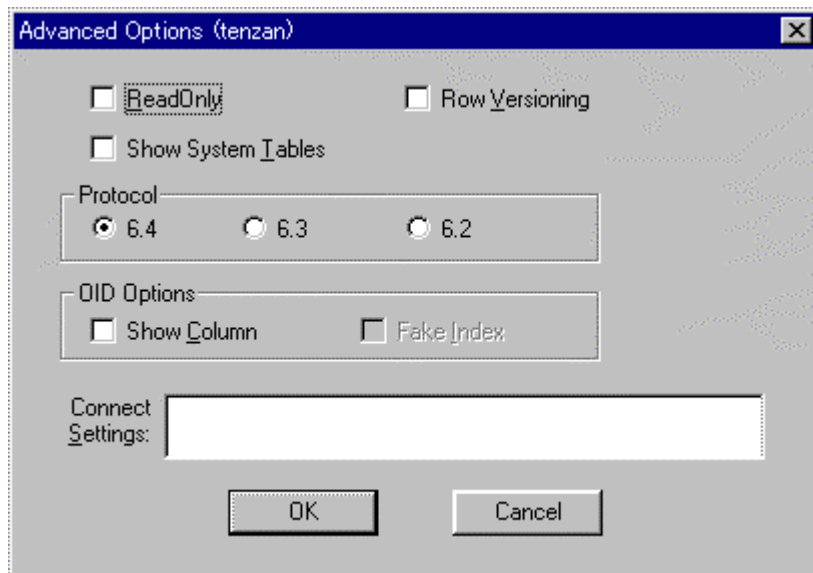 Advanced Options (tenzan)
ReadOnly Row Versioning
Show System Tables
Protocol
6.4 6.3 6.2
OID Options
Show Column Fake Index
Connect
Settings:
OK Cancel